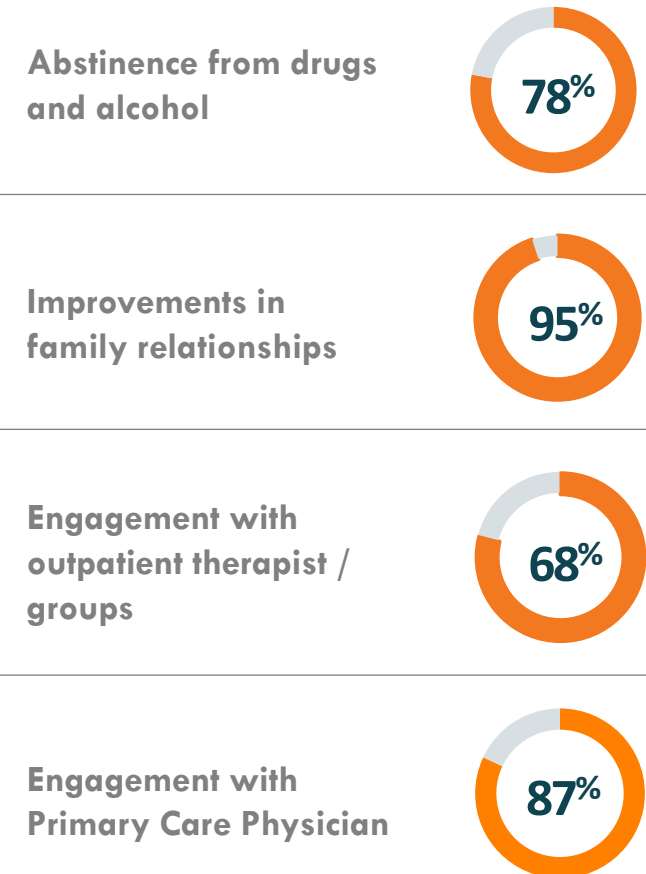 Abstinence from drugs
and alcohol
78%
Improvements in
family relationships
95%
Engagement with
outpatient therapist /
groups
68%
Engagement with
Primary Care Physician
87%